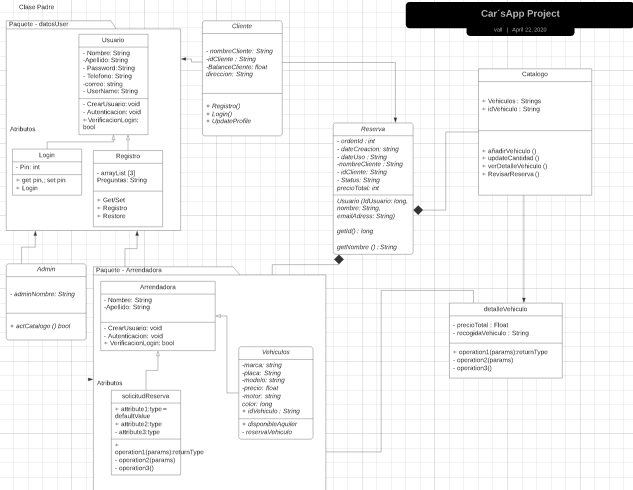 Clase Padre
Car´sApp Project
vall | April 22, 2020
Paquete - datosUser
Usuario
- Nombre: String
-Apellido: String
- Password: String
- Telefono: String
-correo: string
- UserName: String
- CrearUsuario: void
- Autenticacion: void
+ VerificacionLogin:
bool
Atributos
Login
- Pin: int
+ get pin,; set pin
+ Login
Registro
- arrayList [3]
Preguntas: String
+ Get/Set
+ Registro
+ Restore
Cliente
- nombreCliente: String
-idCliente : String
-BalanceCliente: float
direccion: String
+ Registro()
+ Login()
+ UpdateProfile
Reserva
- ordenId : int
- dateCreacion: string
- dateUso : String
-nombreCliente : String
- idCliente: String
- Status: String
precioTotal: int
Usuario (IdUsuario: long,
nombre: String,
emailAdress: String)
getId() : long
getNombre () : String
Catalogo
+ Vehiculos : Strings
+ idVehiculo : String
+ añadirVehiculo ()
+ updateCantidad ()
+ verDetalleVehiculo ()
+ RevisarReserva ()
Admin
- adminNombre: String
+ actCatalogo () bool
Paquete - Arrendadora
Arrendadora
- Nombre: String
-Apellido: String
- CrearUsuario: void
- Autenticacion: void
+ VerificacionLogin: bool
Atributos
solicitudReserva
+ attribute1:type =
defaultValue
+ attribute2:type
- attribute3:type
+
operation1(params):returnType
- operation2(params)
- operation3()
Vehiculos
-marca: string
-placa: String
-modelo: string
-precio: float
-motor: string
color: long
+ idVehiculo : String
+ disponibleAquiler
- reservaVehiculo
detalleVehiculo
- precioTotal : Float
- recogidaVehiculo : String
+ operation1(params):returnType
- operation2(params)
- operation3()